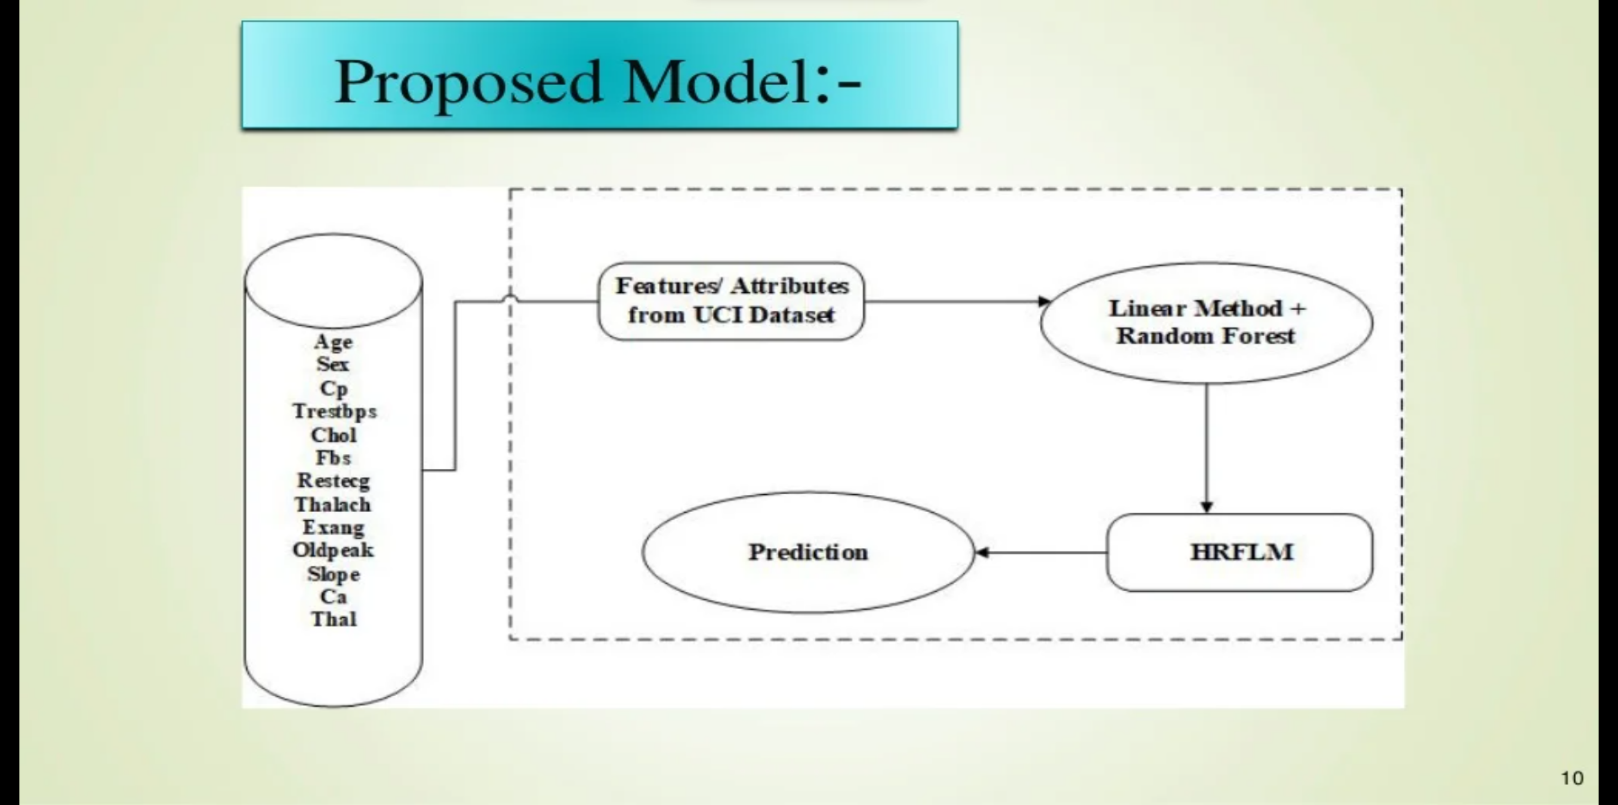 Proposed Model:-
Age
Sex
Cp
Trestbps
Chol
Fbs
Restecg
Thalach
Exang
Oldpeak
Slope
Ca
Thal
Features/ Attributes
from UCI Dataset
Linear Method +
Random Forest
HRFLM
Prediction
10